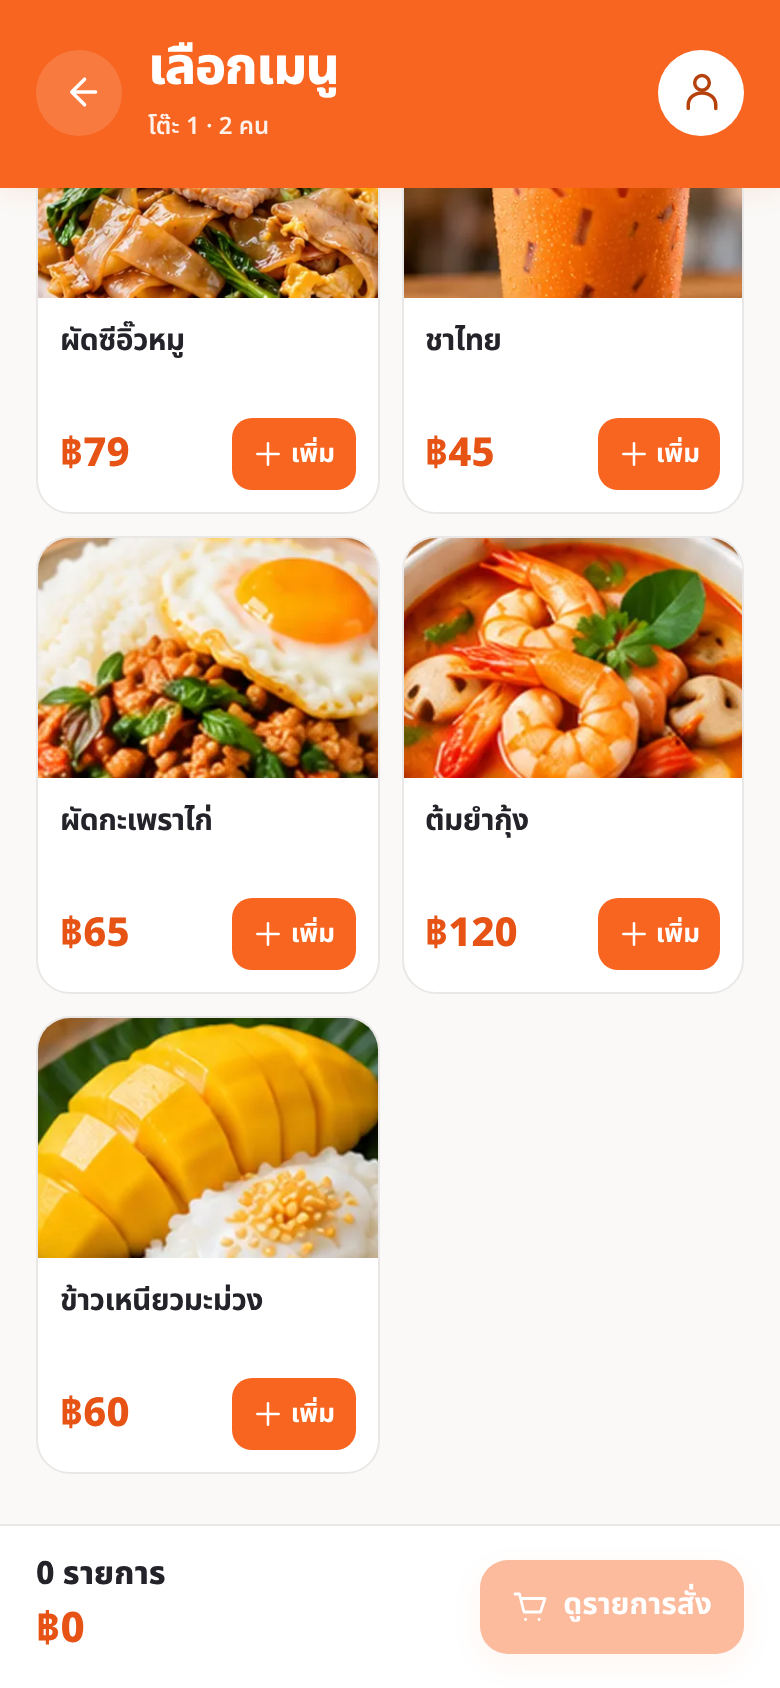 เลือกเมนู
โต๊ะ 1 · 2 คน
ผัดซีอิ๊วหมู
฿79
เพิ่ม
ชาไทย
฿45
เพิ่ม
ผัดกะเพราไก่
฿65
เพิ่ม
ต้มยำกุ้ง
฿120
เพิ่ม
ข้าวเหนียวมะม่วง
฿60
เพิ่ม
0 รายการ
฿0
ดูรายการสั่ง